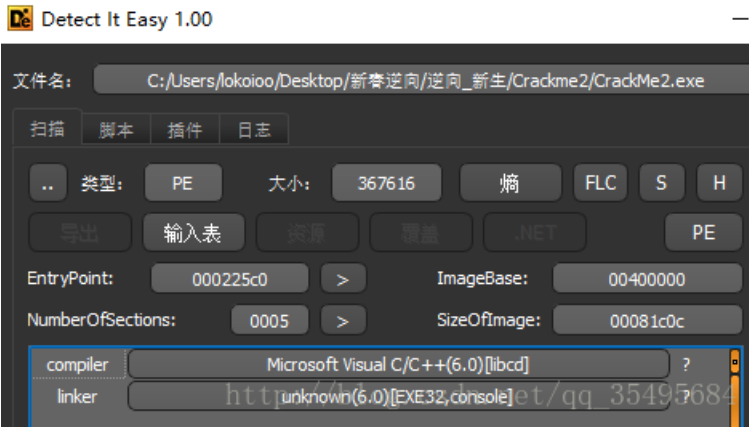 Detect It Easy 1.00
文件名: C:/Users/lokoioo/Desktop/新春逆向/逆向_新生/Crackme2/CrackMe2.exe
扫描 脚本 插件 日志
.. 类型: PE 大小: 367616 熵 FLC S H
导出 输入表 资源 覆盖 .NET PE
EntryPoint: 000225c0 > ImageBase: 00400000
NumberOfSections: 0005 > SizeOfImage: 00081c0c
compiler Microsoft Visual C/C++(6.0)[libcd] ?
linker unknown(6.0)[EXE32,console] ?